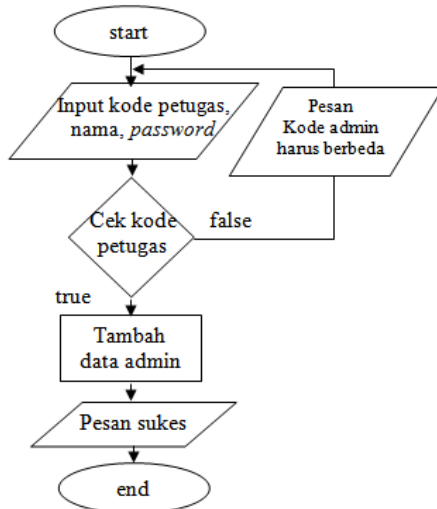 start
Input kode petugas,
nama, password
Pesan
Kode admin
harus berbeda
Cek kode
petugas
false
true
Tambah
data admin
Pesan sukes
end